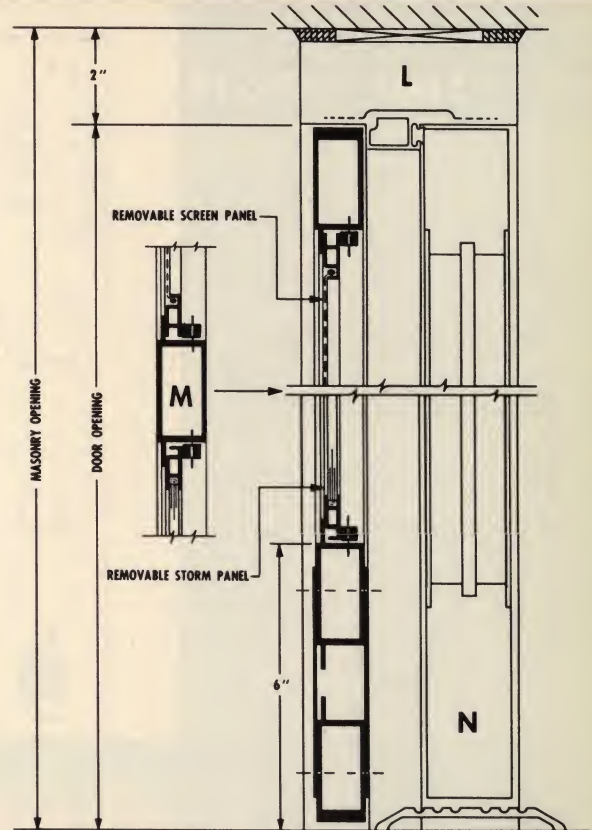 2"
L
REMOVABLE SCREEN PANEL
M
MASONRY OPENING
DOOR OPENING
REMOVABLE STORM PANEL
6"
N